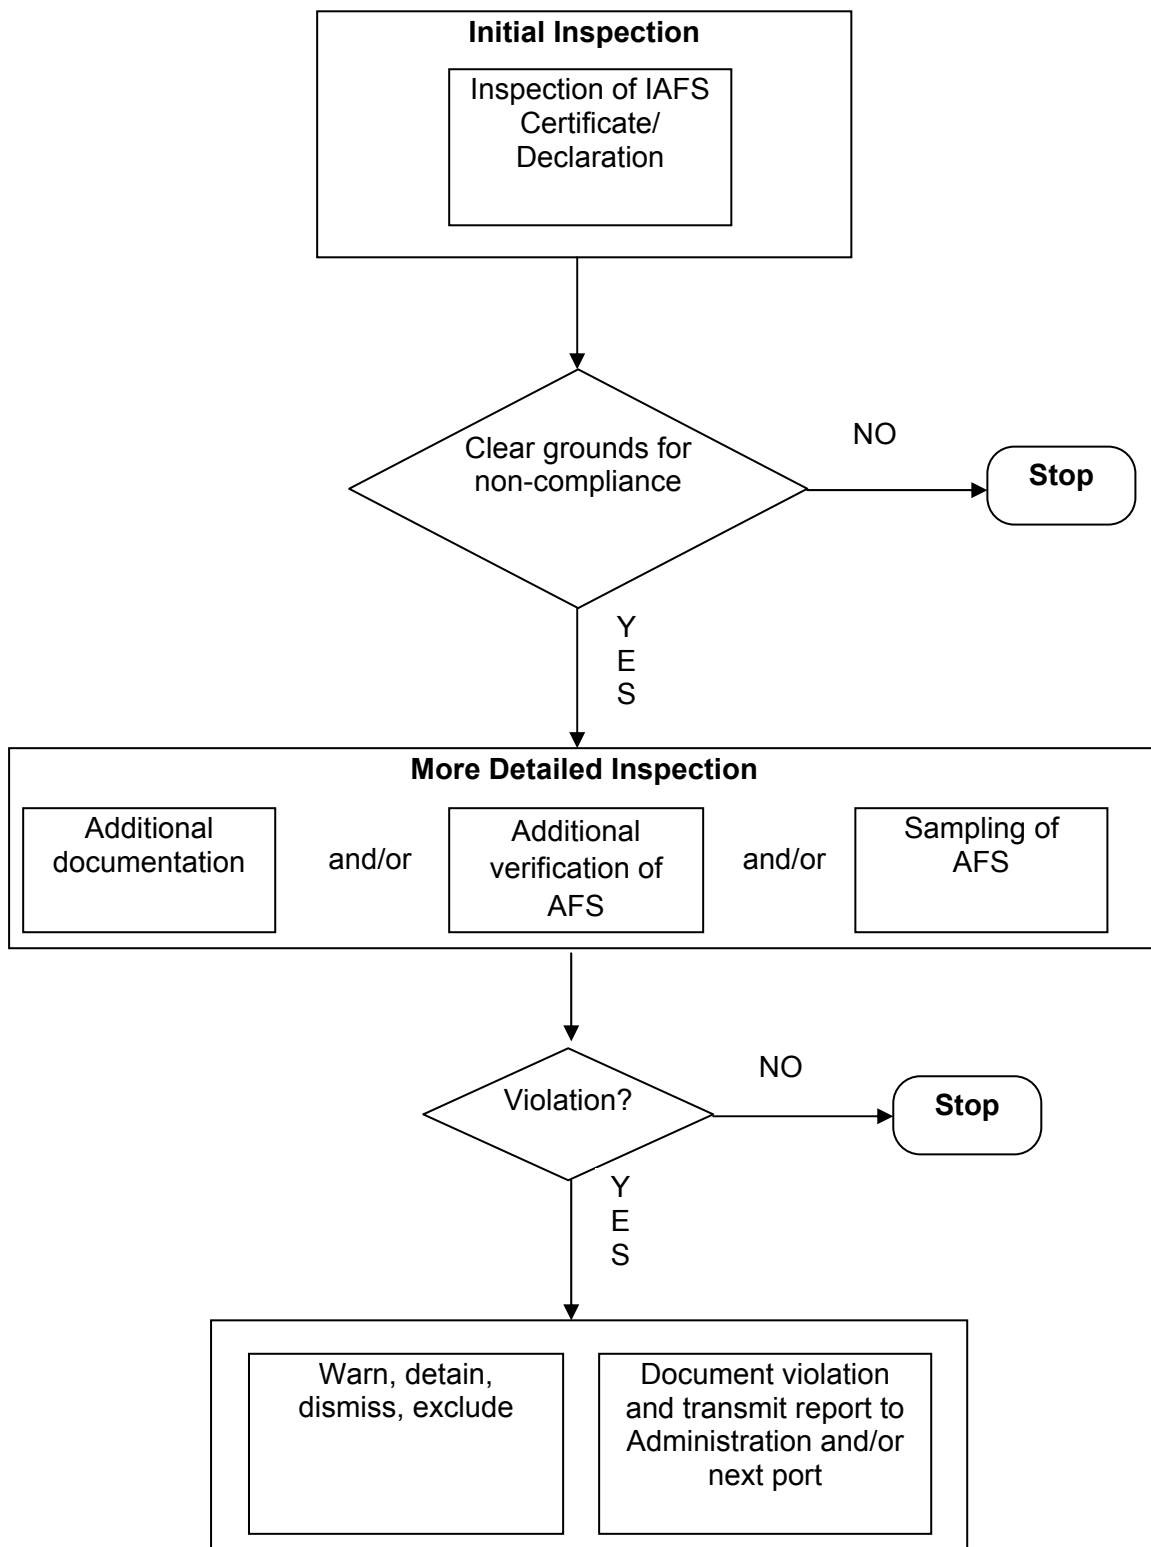 Initial Inspection
Inspection of IAFS
Certificate/
Declaration
Clear grounds for
non-compliance
NO
Stop
Y
E
S
More Detailed Inspection
Additional
documentation
and/or
Additional
verification of
AFS
and/or
Sampling of
AFS
Violation?
NO
Stop
Y
E
S
Warn, detain,
dismiss, exclude
Document violation
and transmit report to
Administration and/or
next port